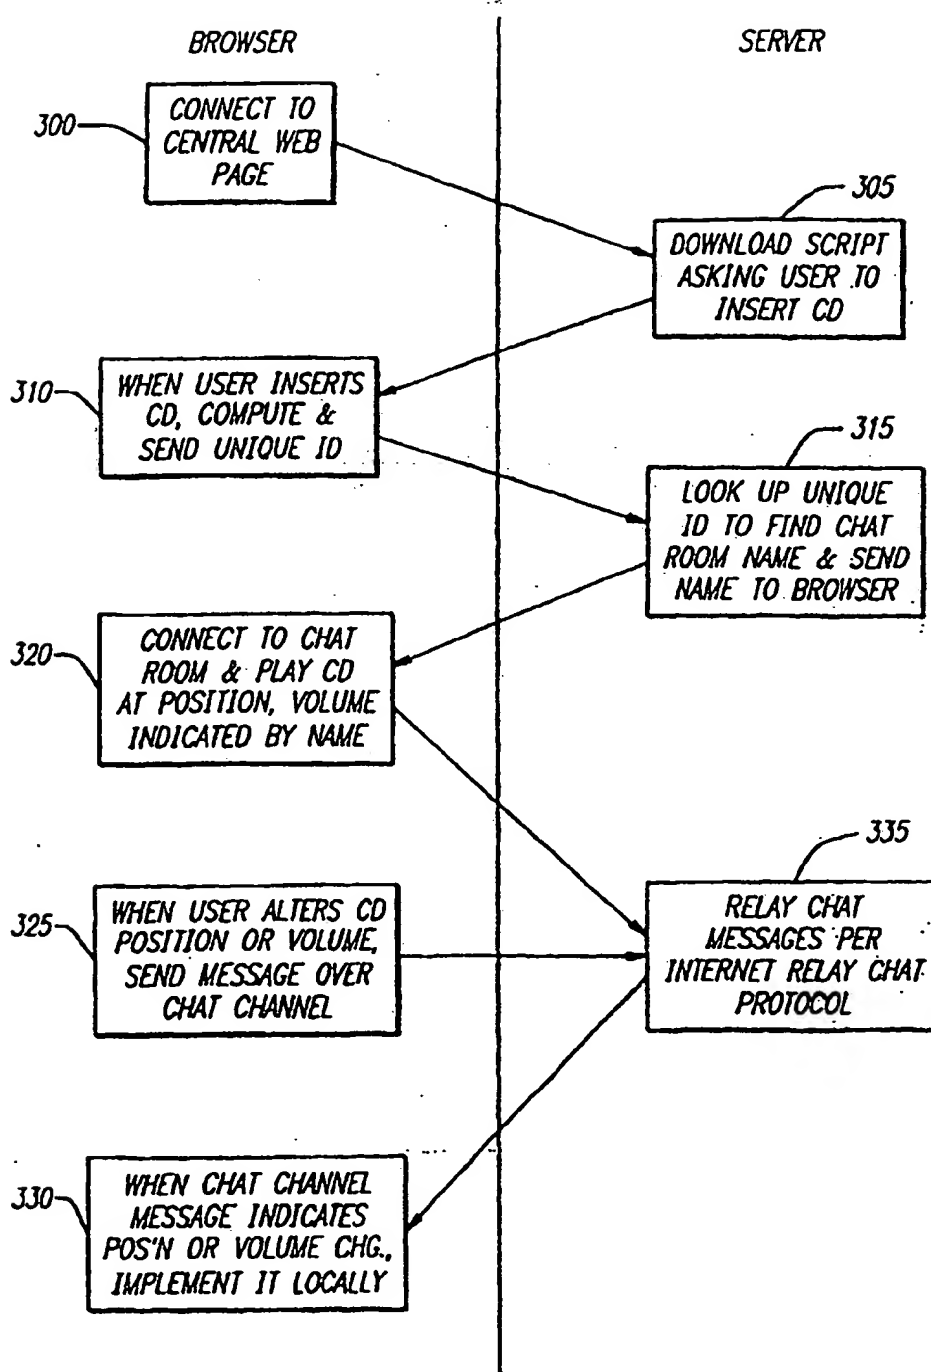 BROWSER
SERVER
300
CONNECT TO
CENTRAL WEB
PAGE
305
DOWNLOAD SCRIPT
ASKING USER TO
INSERT CD
310
WHEN USER INSERTS
CD, COMPUTE &
SEND UNIQUE ID
315
LOOK UP UNIQUE
ID TO FIND CHAT
ROOM NAME & SEND
NAME TO BROWSER
320
CONNECT TO CHAT
ROOM & PLAY CD
AT POSITION, VOLUME
INDICATED BY NAME
325
WHEN USER ALTERS CD
POSITION OR VOLUME,
SEND MESSAGE OVER
CHAT CHANNEL
335
RELAY CHAT
MESSAGES PER
INTERNET RELAY CHAT
PROTOCOL
330
WHEN CHAT CHANNEL
MESSAGE INDICATES
POS'N OR VOLUME CHG.,
IMPLEMENT IT LOCALLY